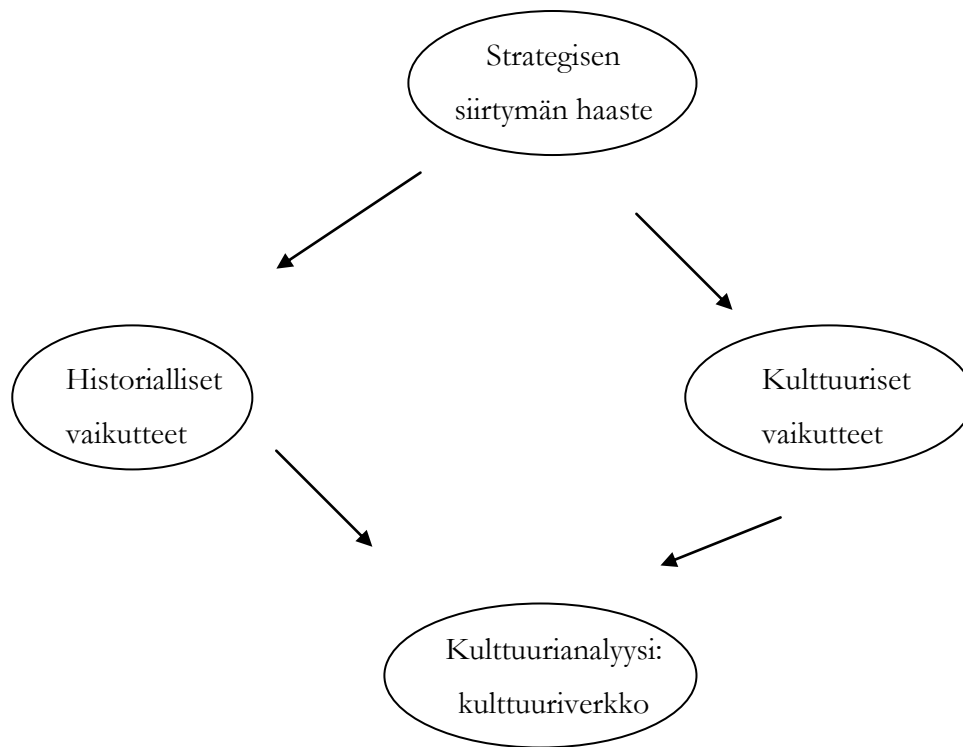 Strategisen
siirtymän haaste
Historialliset
vaikutteet
Kulttuuriset
vaikutteet
Kulttuurianalyysi:
kulttuuriverkko